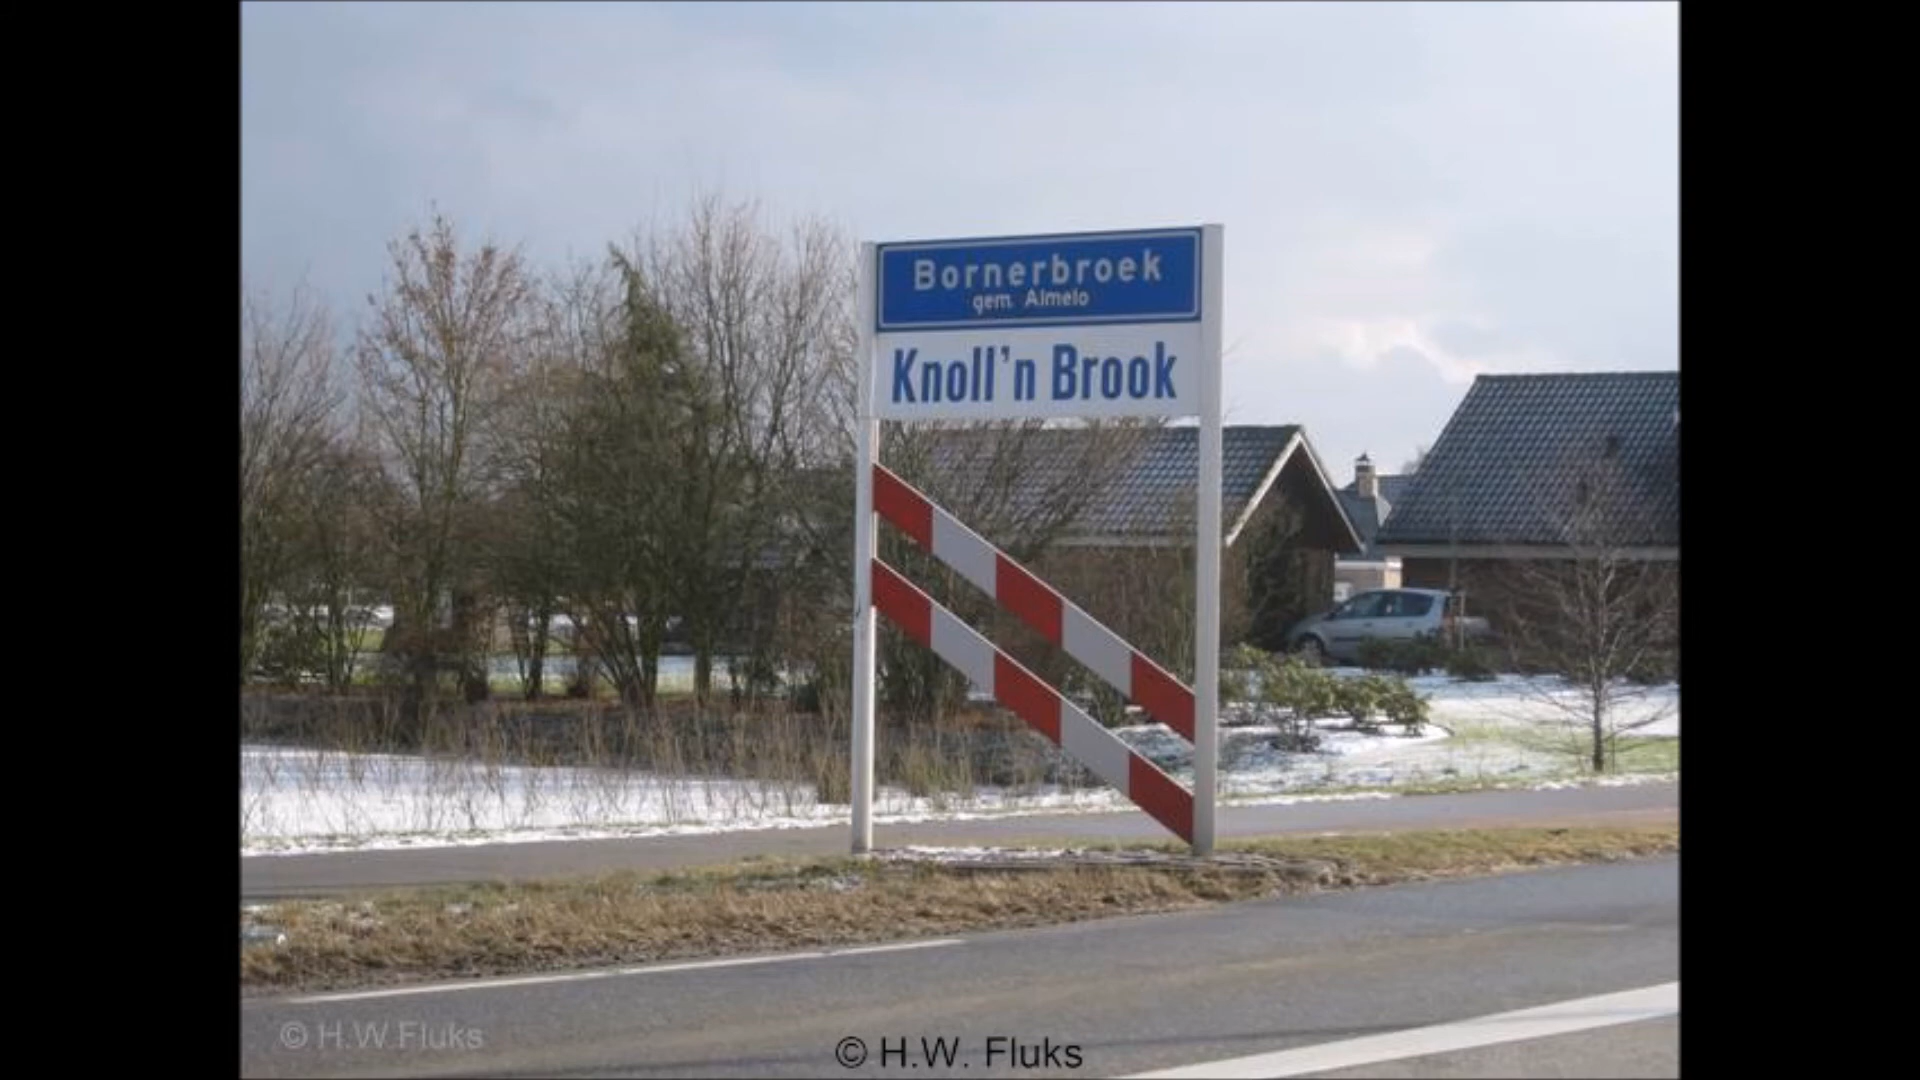 Bornerbroek
gem. Almelo
Knoll'n Brook
© H.W.Fluks
© H.W. Fluks